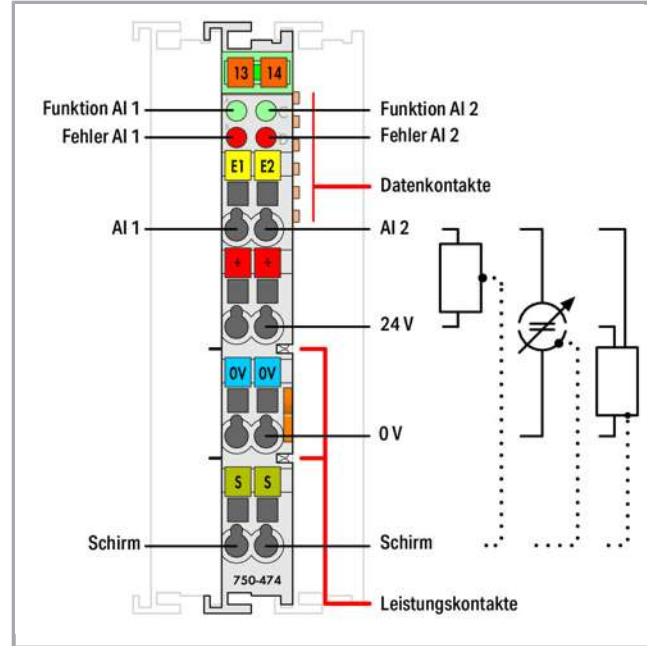 13 14
Funktion AI 1
Funktion AI 2
Fehler AI 1
Fehler AI 2
E1 E2
Datenkontakte
AI 1
AI 2
+ +
24 V
0V 0V
0 V
S S
Schirm
Schirm
750-474
Leistungskontakte